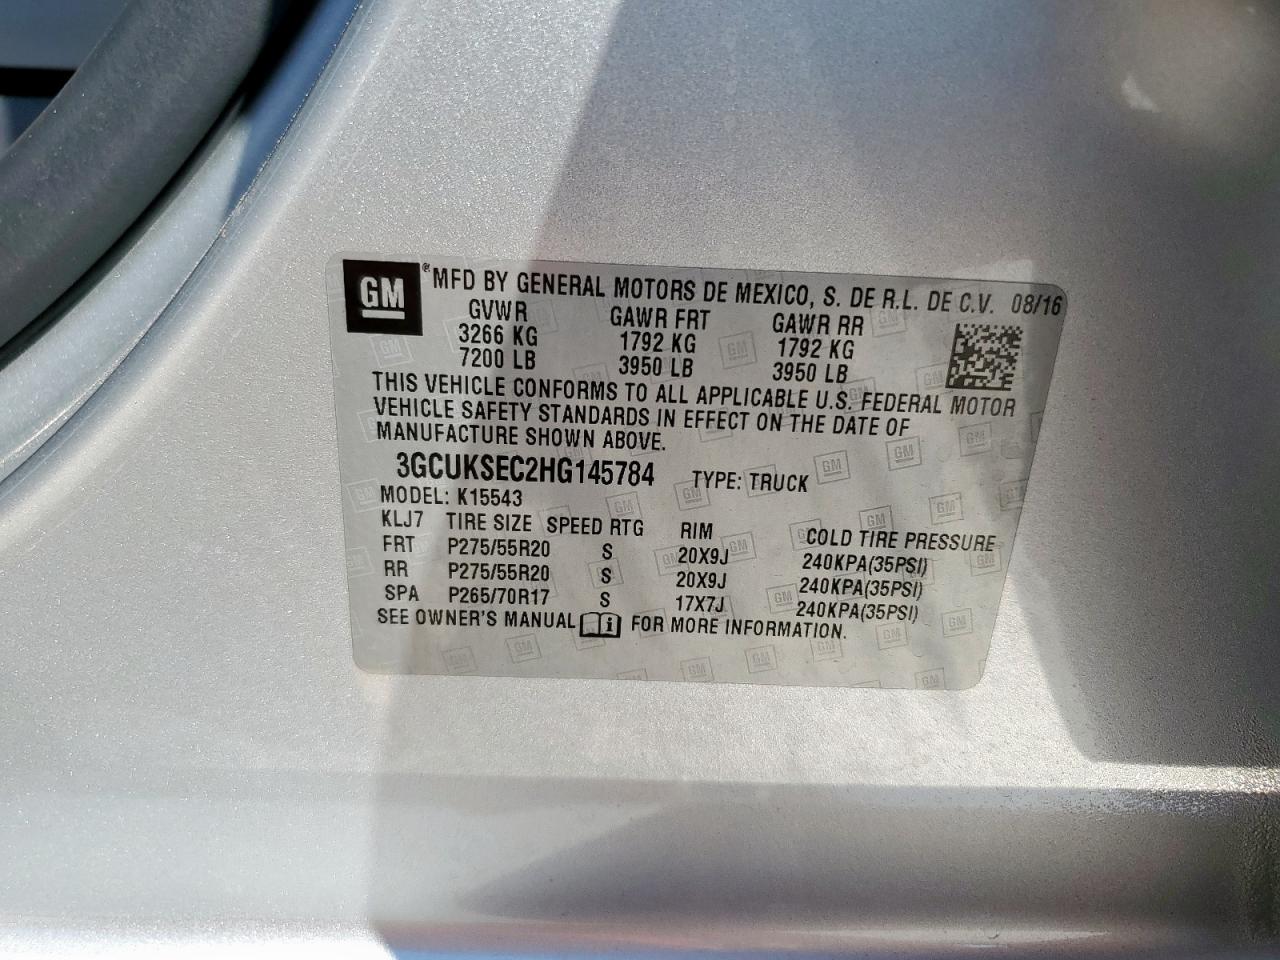 GM ® MFD BY GENERAL MOTORS DE MEXICO, S. DE R.L. DE C.V. 08/16
GVWR GAWR FRT GAWR RR
3266 KG 1792 KG 1792 KG
7200 LB 3950 LB 3950 LB
THIS VEHICLE CONFORMS TO ALL APPLICABLE U.S. FEDERAL MOTOR
VEHICLE SAFETY STANDARDS IN EFFECT ON THE DATE OF
MANUFACTURE SHOWN ABOVE.
3GCUKSEC2HG145784 TYPE: TRUCK
MODEL: K15543
KLJ7 TIRE SIZE SPEED RTG RIM COLD TIRE PRESSURE
FRT P275/55R20 S 20X9J 240KPA(35PSI)
RR P275/55R20 S 20X9J 240KPA(35PSI)
SPA P265/70R17 S 17X7J 240KPA(35PSI)
SEE OWNER'S MANUAL i FOR MORE INFORMATION.